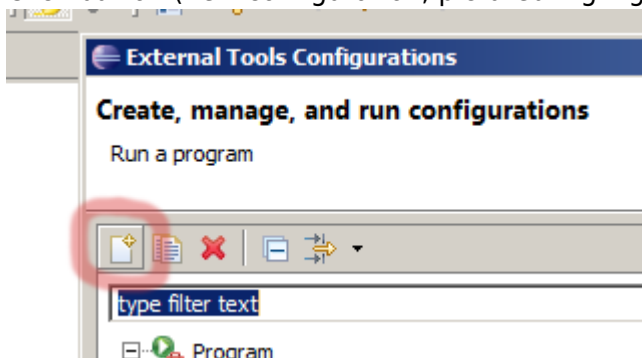 External Tools Configurations
Create, manage, and run configurations
Run a program
type filter text
Program